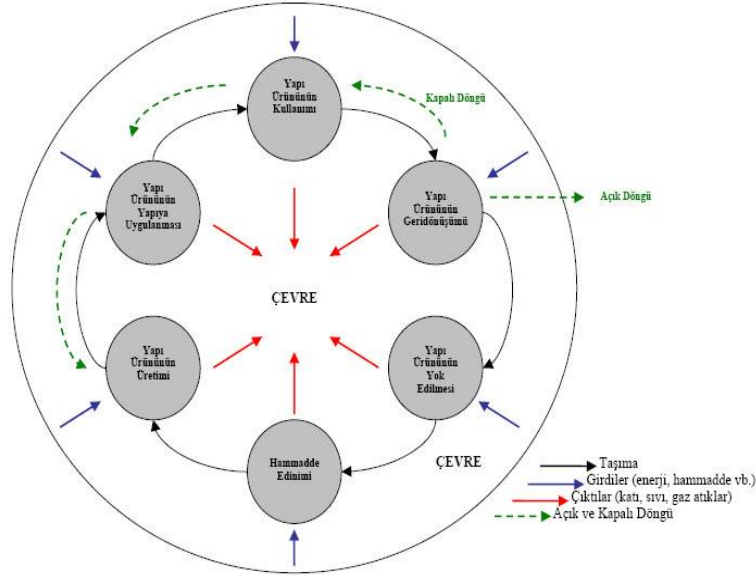 Yapı
Ürününün
Kullanımı
Kapalı Döngü
Yapı
Ürününün
Yapıya
Uygulanması
Yapı
Ürününün
Geridönüşümü
Açık Döngü
ÇEVRE
Yapı
Ürününün
Üretimi
Yapı
Ürününün
Yok
Edilmesi
Hammadde
Edinimi
ÇEVRE
Taşıma
Girdiler (enerji, hammadde vb.)
Çıktılar (katı, sıvı, gaz atıklar)
Açık ve Kapalı Döngü